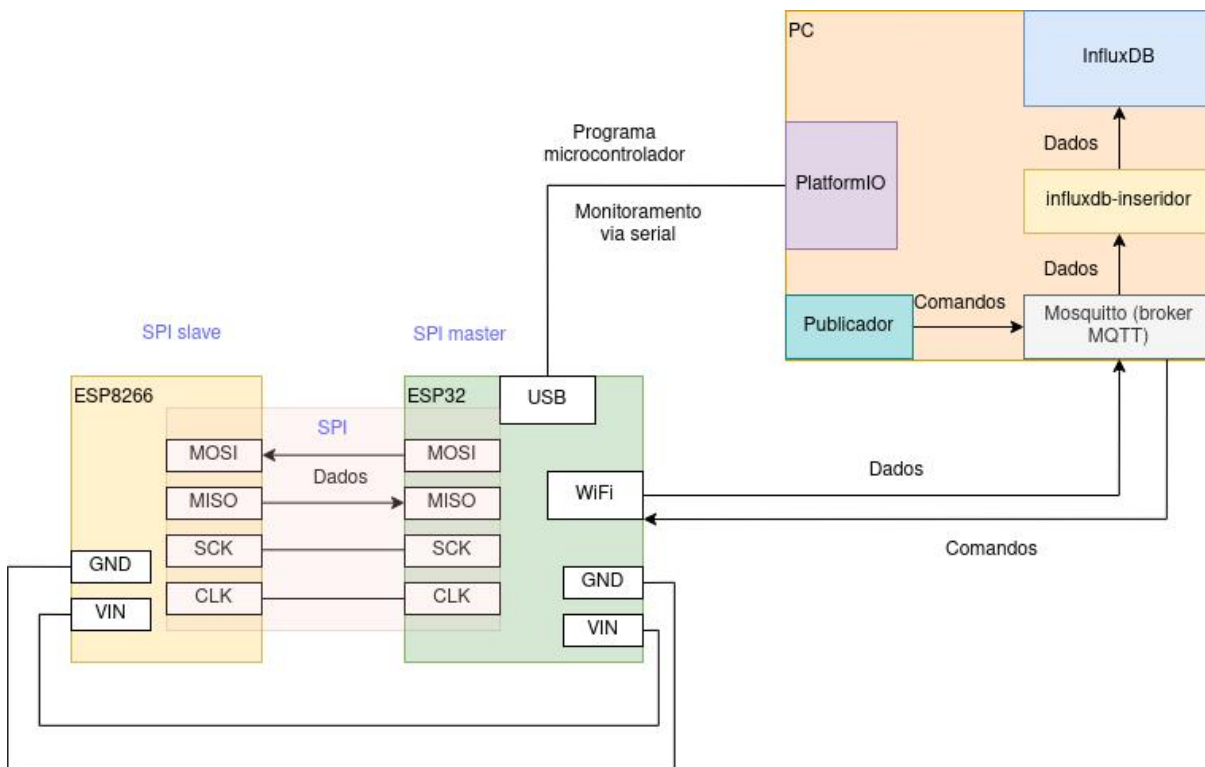 PC
InfluxDB
Dados
influxdb-inseridor
Dados
PlatformIO
Programa
microcontrolador
Monitoramento
via serial
Publicador
Comandos
Mosquitto (broker
MQTT)
SPI slave
SPI master
ESP8266
ESP32
USB
SPI
MOSI
MOSI
Dados
MISO
MISO
WiFi
Dados
SCK
SCK
Comandos
GND
GND
CLK
CLK
VIN
VIN